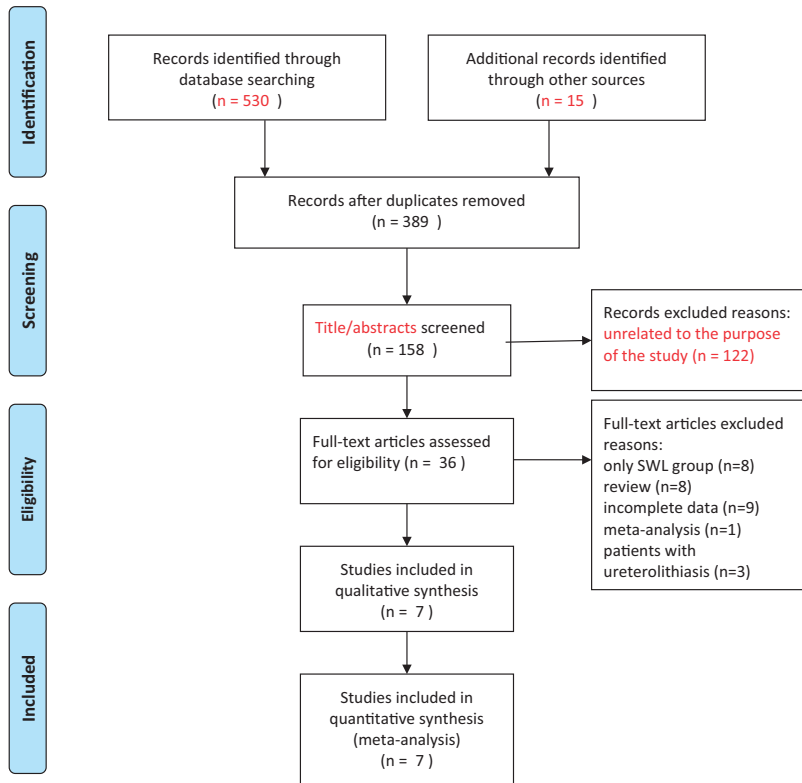 Identification
Records identified through
database searching
(n = 530 )
Additional records identified
through other sources
(n = 15 )
Records after duplicates removed
(n = 389 )
Screening
Title/abstracts screened
(n = 158 )
Records excluded reasons:
unrelated to the purpose
of the study (n = 122)
Eligibility
Full-text articles assessed
for eligibility (n = 36 )
Full-text articles excluded
reasons:
only SWL group (n=8)
review (n=8)
incomplete data (n=9)
meta-analysis (n=1)
patients with
ureterolithiasis (n=3)
Studies included in
qualitative synthesis
(n = 7 )
Included
Studies included in
quantitative synthesis
(meta-analysis)
(n = 7 )